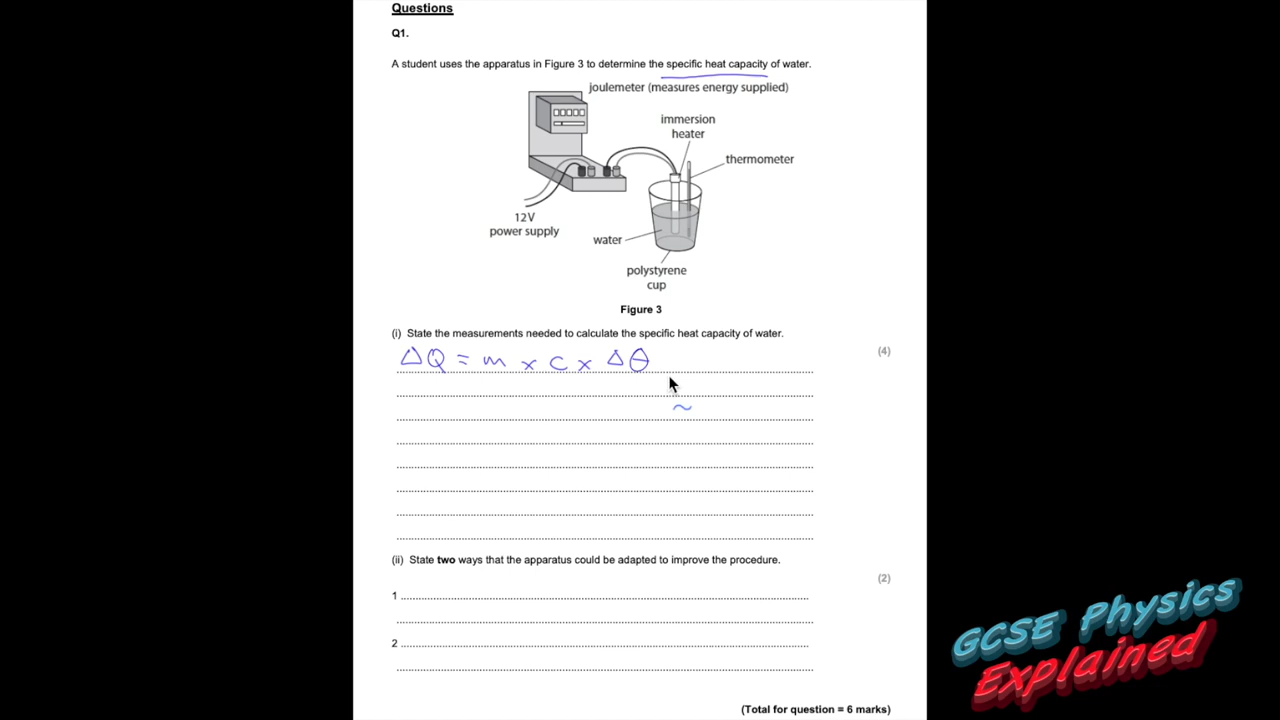 Questions
Q1.
A student uses the apparatus in Figure 3 to determine the specific heat capacity of water.
joulemeter (measures energy supplied)
immersion
heater
thermometer
12V
power supply
water
polystyrene
cup
Figure 3
(i) State the measurements needed to calculate the specific heat capacity of water.
(4)
ΔQ = m × c × Δθ
(ii) State two ways that the apparatus could be adapted to improve the procedure.
(2)
1
2
(Total for question = 6 marks)
GCSE Physics
Explained